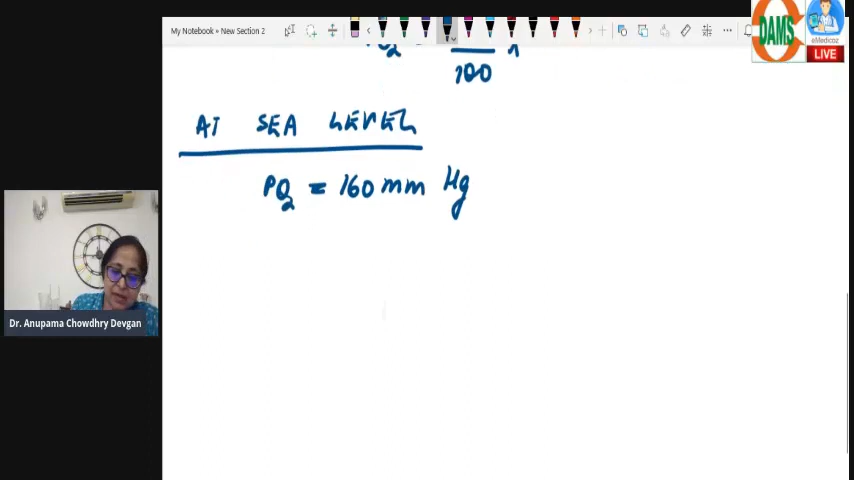 My Notebook » New Section 2
DAMS
eMedicoz
LIVE
100
AT SEA LEVEL
PO2 = 160 mm Hg
Dr. Anupama Chowdhry Devgan